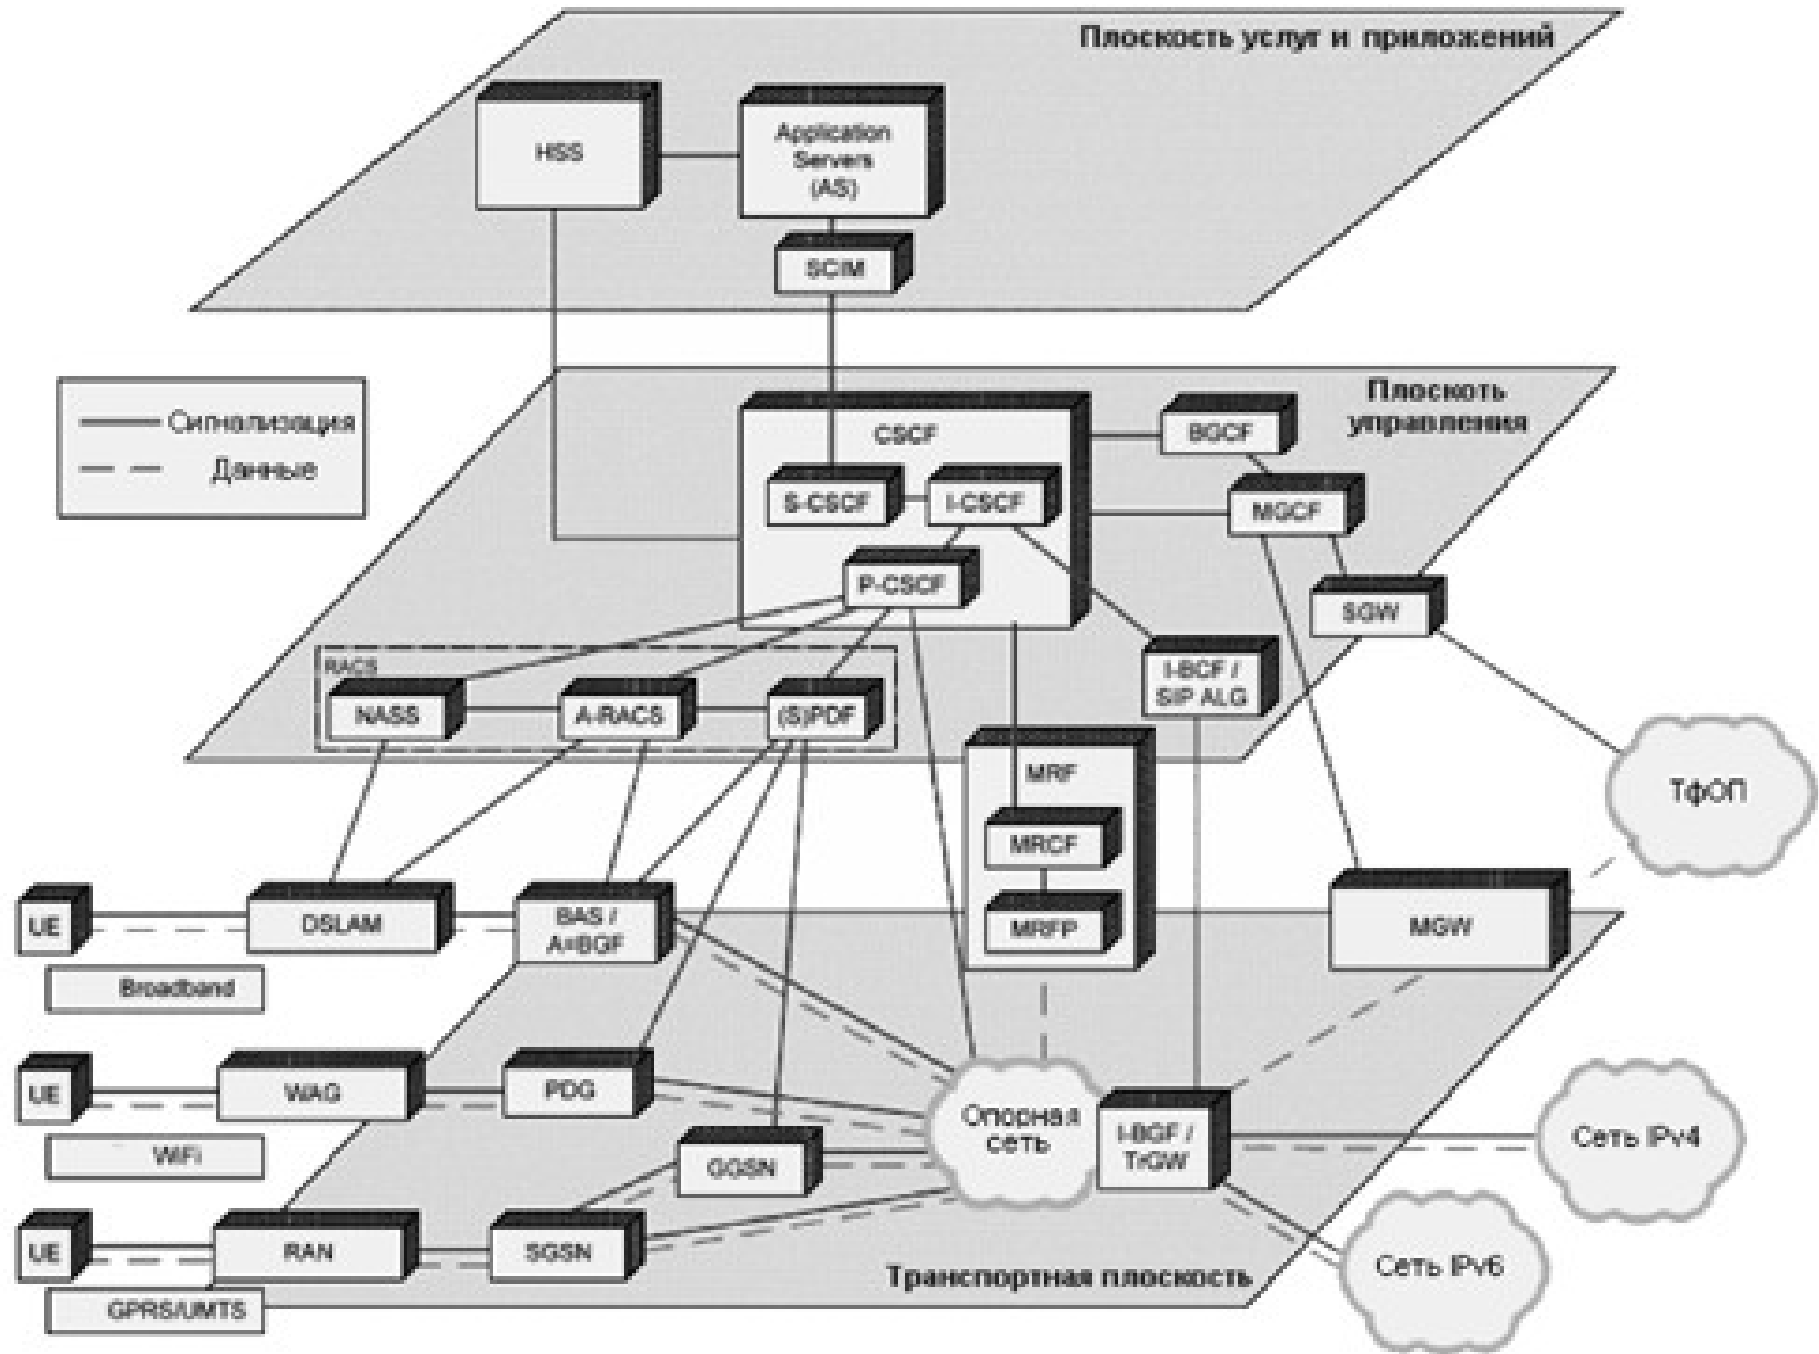 Плоскость услуг и приложений
HSS
Application
Servers
(AS)
SCIM
Сигнализация
Данные
Плоскоть
управления
CSCF
BGCF
S-CSCF
I-CSCF
MGCF
P-CSCF
SGW
RACS
I-BCF /
SIP ALG
NASS
A-RACS
(S)PDF
MRF
ТфОП
MRCF
UE
DSLAM
BAS /
A=BGF
MRFP
MGW
Broadband
UE
WAG
PDG
Опорная
сеть
I-BGF /
TrGW
Сеть IPv4
WiFi
GGSN
UE
RAN
SGSN
Сеть IPv6
Транспортная плоскость
GPRS/UMTS